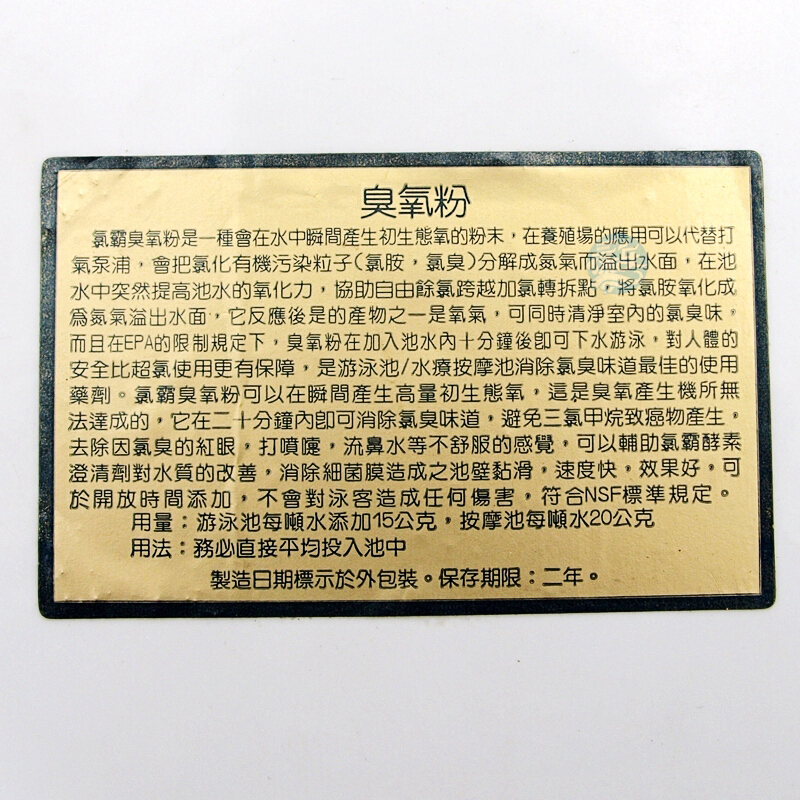 臭氧粉
氯霸臭氧粉是一種會在水中瞬間產生初生態氧的粉末，在養殖場的應用可以代替打
氣泵浦，會把氯化有機污染粒子(氯胺，氯臭)分解成氮氣而溢出水面，在池
水中突然提高池水的氧化力，協助自由餘氯跨越加氯轉拆點，將氯胺氧化成
為氮氣溢出水面，它反應後是的產物之一是氧氣，可同時清淨室內的氯臭味，
而且在EPA的限制規定下，臭氧粉在加入池水內十分鐘後即可下水游泳，對人體的
安全比超氯使用更有保障，是游泳池/水療按摩池消除氯臭味道最佳的使用
藥劑。氯霸臭氧粉可以在瞬間產生高量初生態氧，這是臭氧產生機所無
法達成的，它在二十分鐘內即可消除氯臭味道，避免三氯甲烷致癌物產生，
去除因氯臭的紅眼，打噴嚏，流鼻水等不舒服的感覺，可以輔助氯霸酵素
澄清劑對水質的改善，消除細菌膜造成之池壁黏滑，速度快，效果好，可
於開放時間添加，不會對泳客造成任何傷害，符合NSF標準規定。
用量：游泳池每噸水添加15公克，按摩池每噸水20公克
用法：務必直接平均投入池中
製造日期標示於外包裝。保存期限：二年。